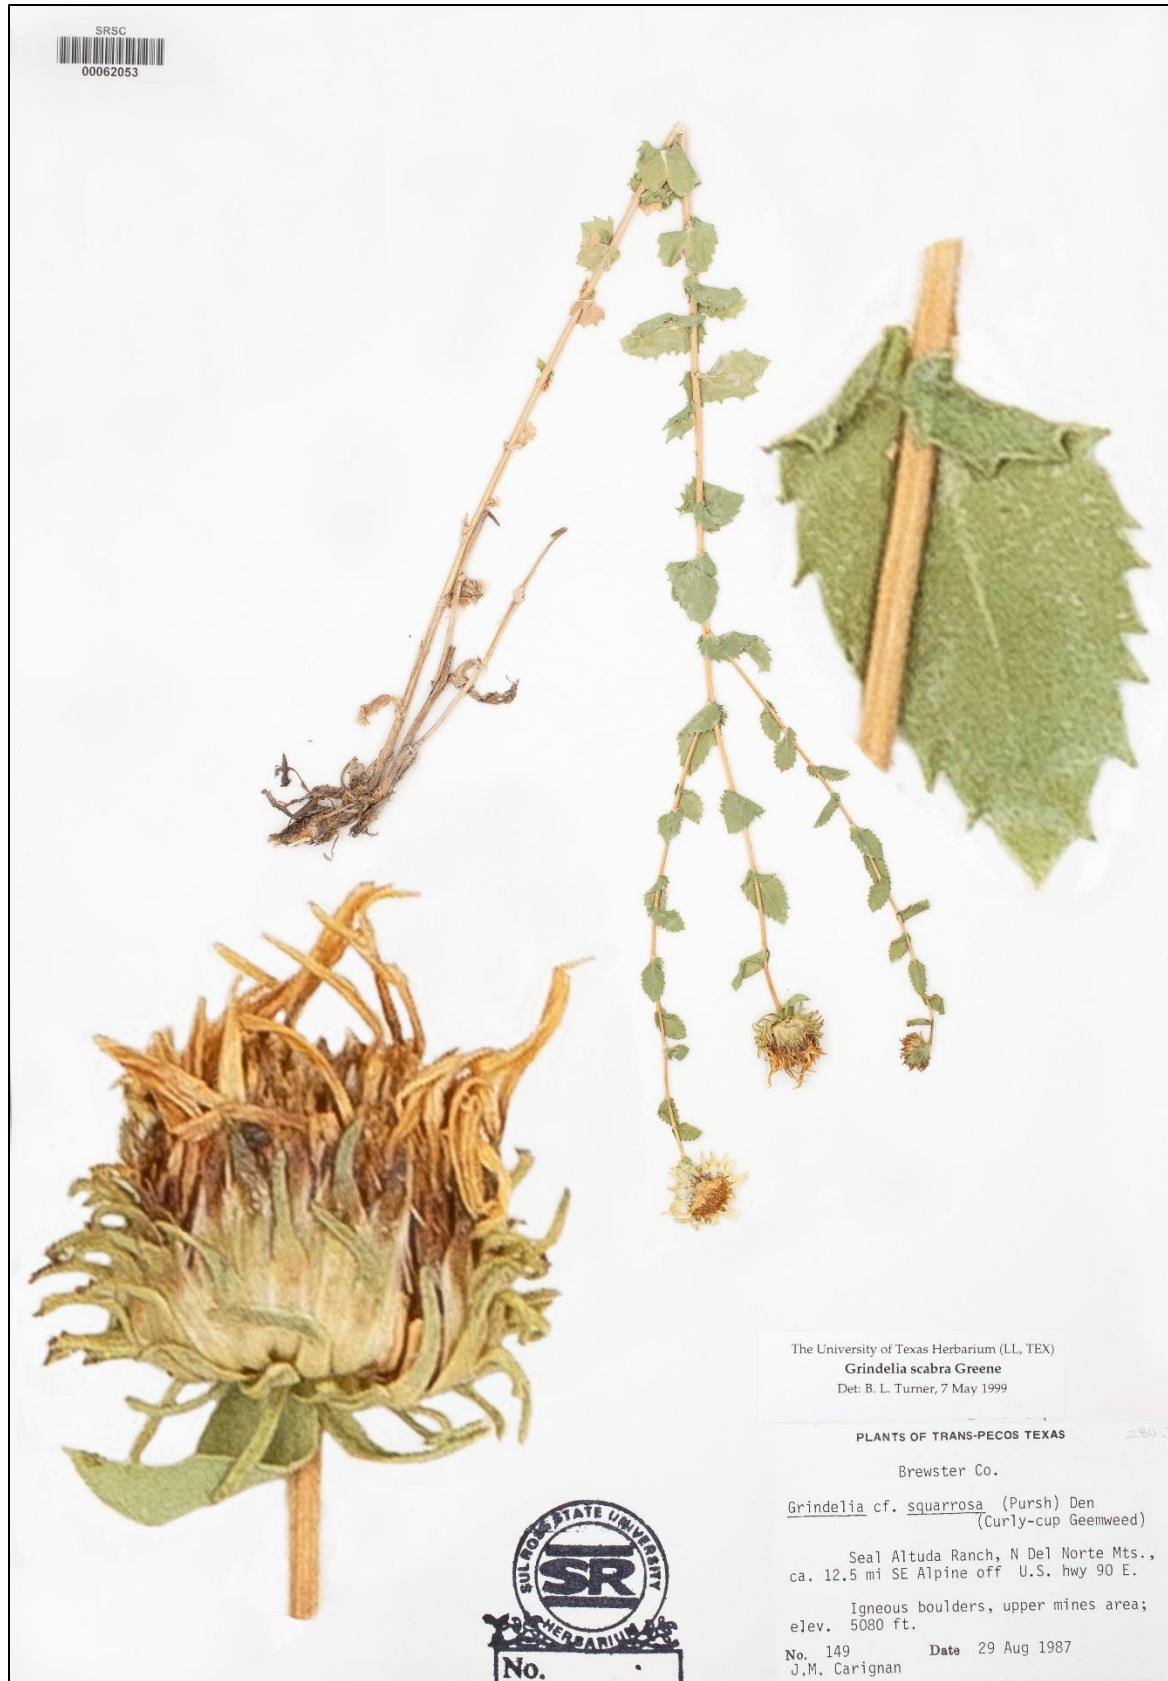 SRSC
00062053
The University of Texas Herbarium (LL, TEX)
Grindelia scabra Greene
Det: B. L. Turner, 7 May 1999
PLANTS OF TRANS-PECOS TEXAS
Brewster Co.
Grindelia cf. squarrosa (Pursh) Den
(Curly-cup Geemweed)
Seal Altuda Ranch, N Del Norte Mts.,
ca. 12.5 mi SE Alpine off U.S. hwy 90 E.
Igneous boulders, upper mines area;
elev. 5080 ft.
No. 149 Date 29 Aug 1987
J.M. Carignan
SUL ROSS STATE UNIVERSITY
SR
HERBARIUM
No.